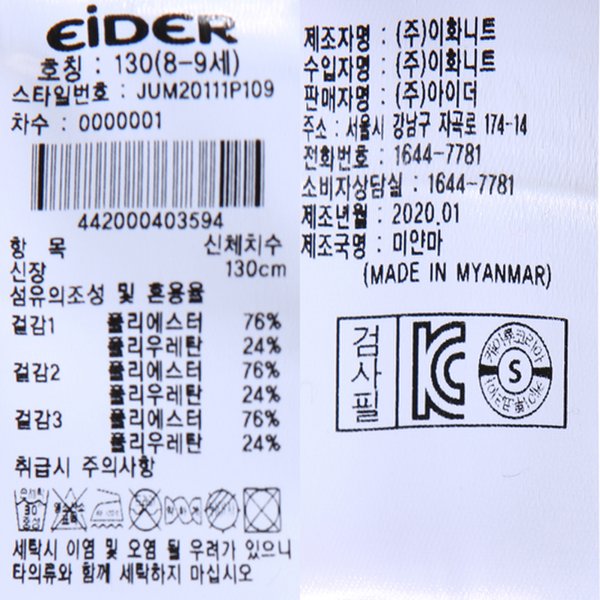 EiDER
호칭 : 130(8-9세)
스타일번호 : JUM20111P109
차수 : 0000001
442000403594
항 목 신체치수
신장 130cm
섬유의조성 및 혼용율
겉감1 폴리에스터 76%
폴리우레탄 24%
겉감2 폴리에스터 76%
폴리우레탄 24%
겉감3 폴리에스터 76%
폴리우레탄 24%
취급시 주의사항
30
중성
세탁시 이염 및 오염 될 우려가 있으니
타의류와 함께 세탁하지 마십시오
제조자명 : (주)이화니트
수입자명 : (주)이화니트
판매자명 : (주)아이더
주소 : 서울시 강남구 자곡로 174-14
전화번호 : 1644-7781
소비자상담실 : 1644-7781
제조년월 : 2020.01
제조국명 : 미얀마
(MADE IN MYANMAR)
검사필
KC
S